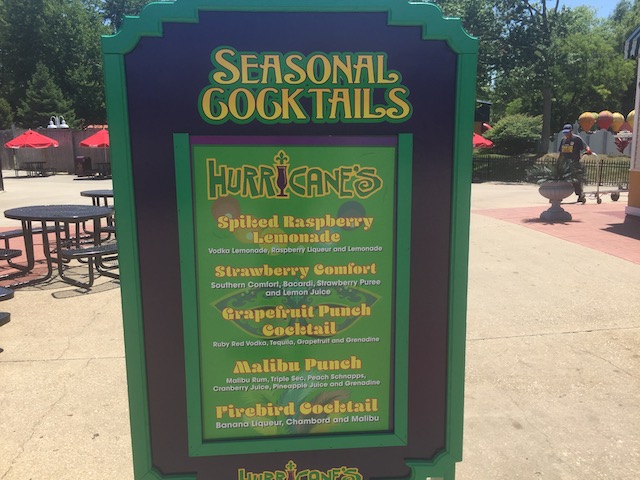 SEASONAL
COCKTAILS
HURRICANE'S
Spiked Raspberry
Lemonade
Vodka Lemonade, Raspberry Liqueur and Lemonade
Strawberry Comfort
Southern Comfort, Bacardi, Strawberry Puree
and Lemon Juice
Grapefruit Punch
Cocktail
Ruby Red Vodka, Tequila, Grapefruit and Grenadine
Malibu Punch
Malibu Rum, Triple Sec, Peach Schnapps,
Cranberry Juice, Pineapple Juice and Grenadine
Firebird Cocktail
Banana Liqueur, Chambord and Malibu
HURRICANE'S